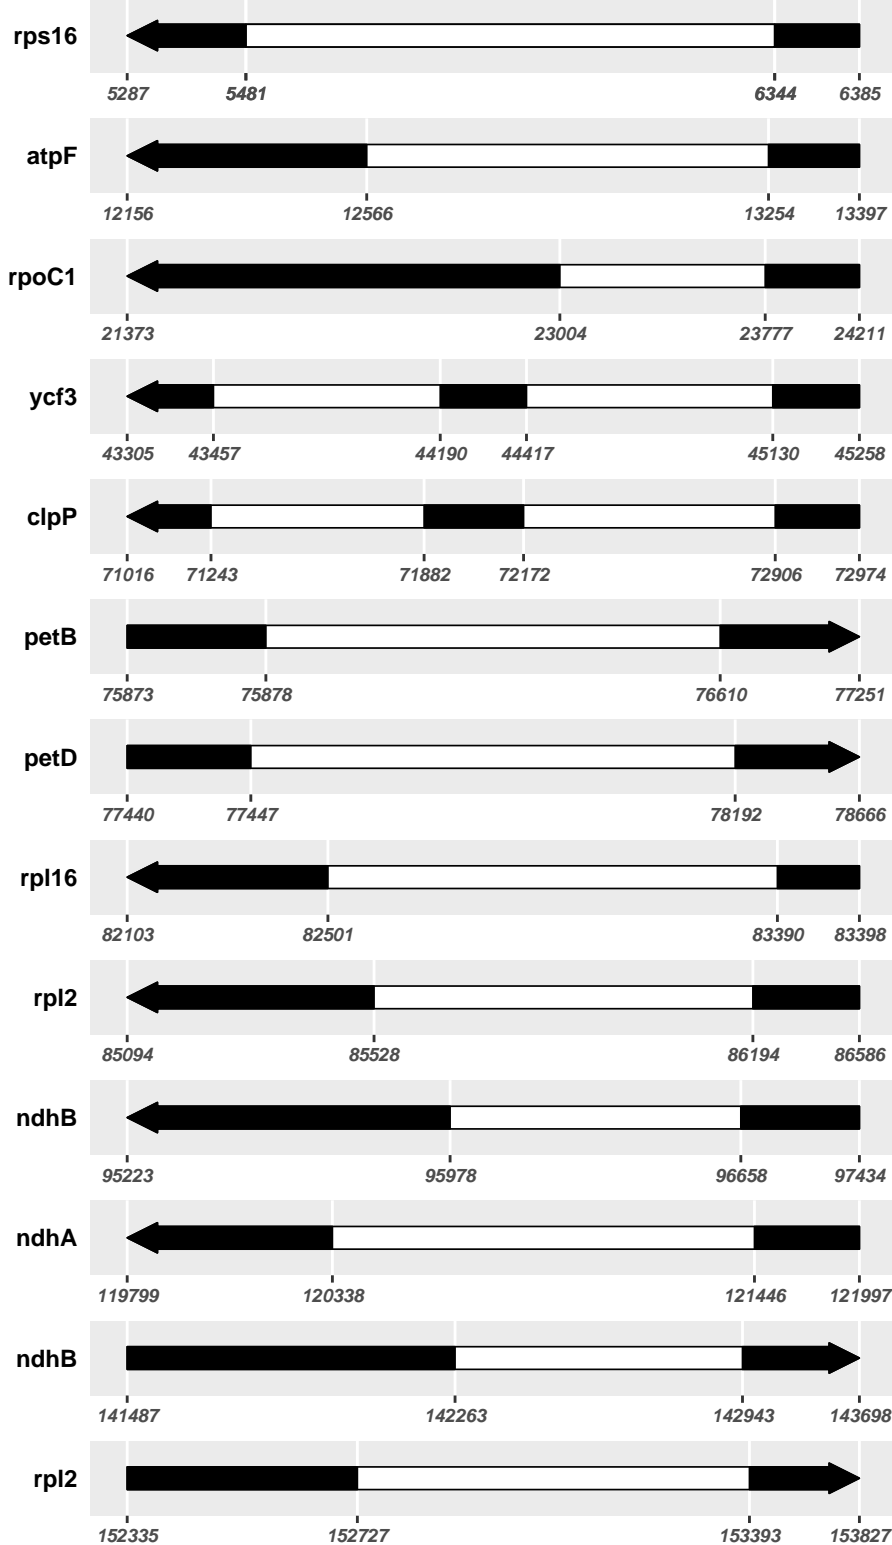 rps16
5287 5481 6344 6385
atpF
12156 12566 13254 13397
rpoC1
21373 23004 23777 24211
ycf3
43305 43457 44190 44417 45130 45258
clpP
71016 71243 71882 72172 72906 72974
petB
75873 75878 76610 77251
petD
77440 77447 78192 78666
rpl16
82103 82501 83390 83398
rpl2
85094 85528 86194 86586
ndhB
95223 95978 96658 97434
ndhA
119799 120338 121446 121997
ndhB
141487 142263 142943 143698
rpl2
152335 152727 153393 153827